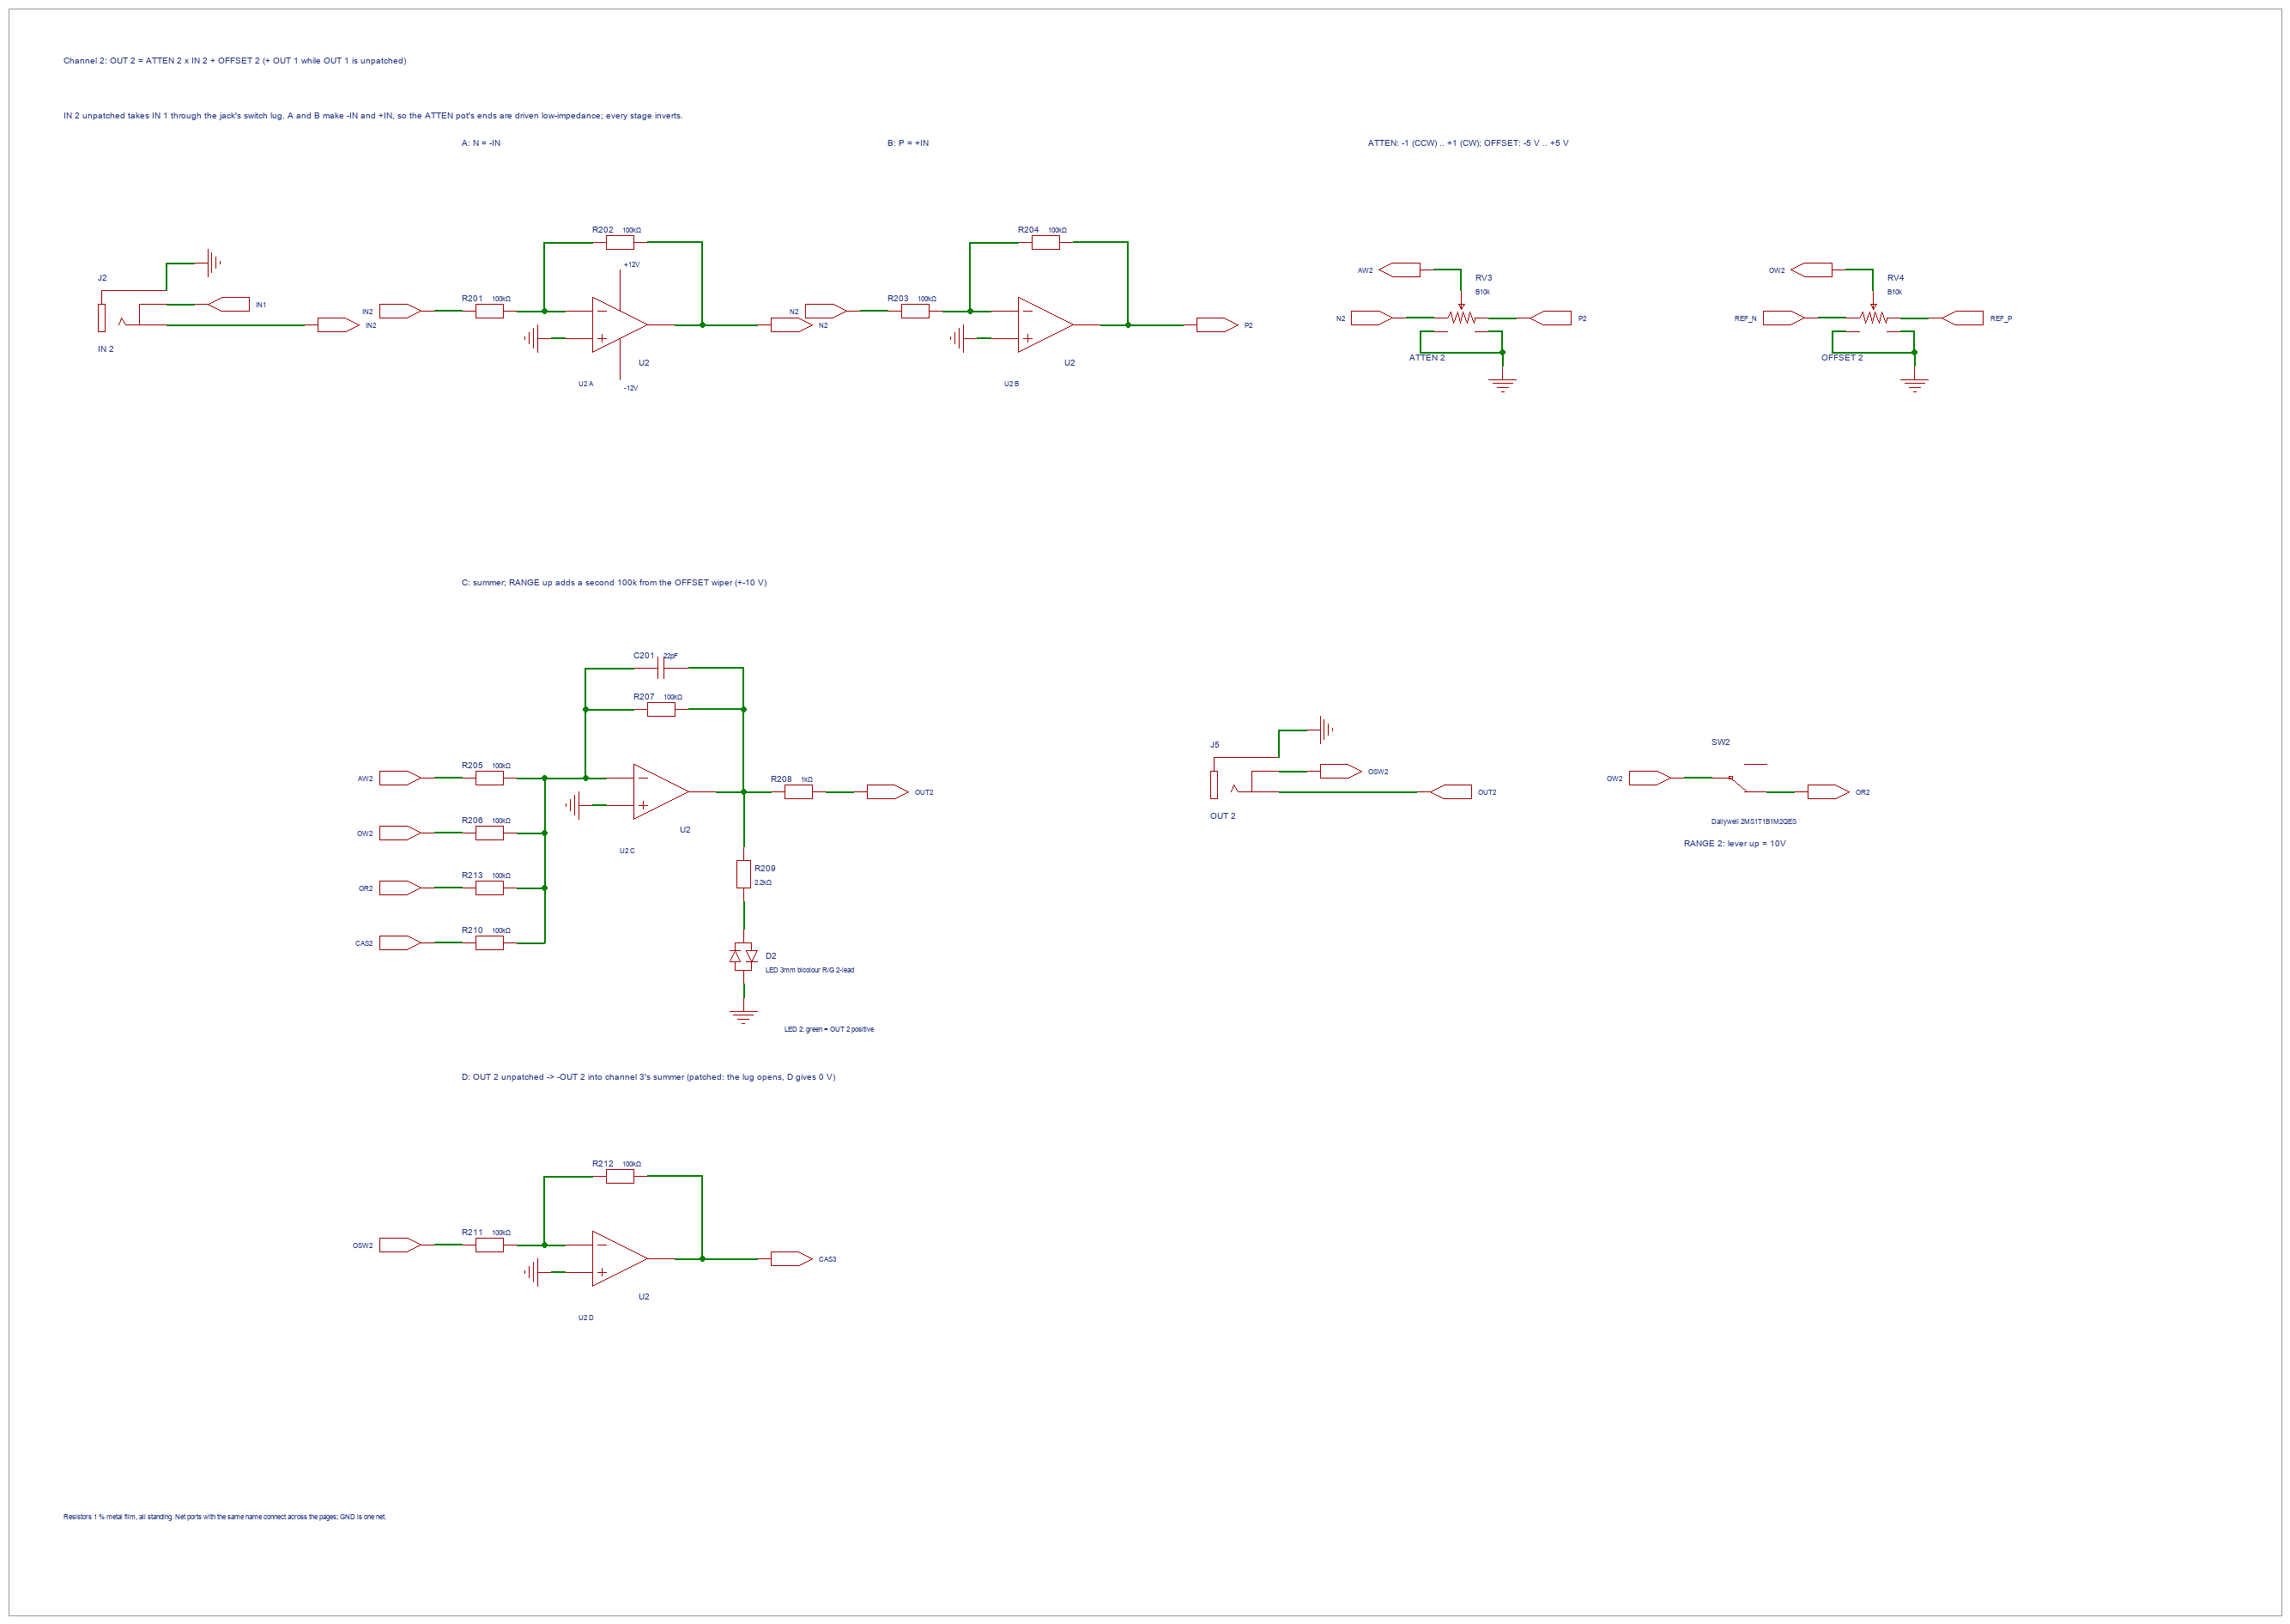 Channel 2: OUT 2 = ATTEN 2 x IN 2 + OFFSET 2 (+ OUT 1 while OUT 1 is unpatched)
IN 2 unpatched takes IN 1 through the jack's switch lug. A and B make -IN and +IN, so the ATTEN pot's ends are driven low-impedance; every stage inverts.
A: N = -IN
B: P = +IN
ATTEN: -1 (CCW) .. +1 (CW); OFFSET: -5 V .. +5 V
R202 100kΩ
R204 100kΩ
+12V
AW2
OW2
J2
RV3
RV4
B10k
B10k
R201 100kΩ
R203 100kΩ
IN1
IN2
N2
IN2
N2
P2
N2
P2
REF_N
REF_P
IN 2
U2
U2
ATTEN 2
OFFSET 2
U2 A
-12V
U2 B
C: summer; RANGE up adds a second 100k from the OFFSET wiper (+-10 V)
C201 22pF
R207 100kΩ
J5
SW2
R205 100kΩ
R208 1kΩ
OSW2
AW2
OW2
OUT2
OUT2
OR2
OUT 2
R206 100kΩ
Dailywell 2MS1T1B1M2QES
OW2
U2
RANGE 2: lever up = 10V
U2 C
R213 100kΩ
R209
2.2kΩ
OR2
R210 100kΩ
CAS2
D2
LED 3mm bicolour R/G 2-lead
LED 2: green = OUT 2 positive
D: OUT 2 unpatched -> -OUT 2 into channel 3's summer (patched: the lug opens, D gives 0 V)
R212 100kΩ
R211 100kΩ
OSW2
CAS3
U2
U2 D
Resistors 1 % metal film, all standing. Net ports with the same name connect across the pages; GND is one net.